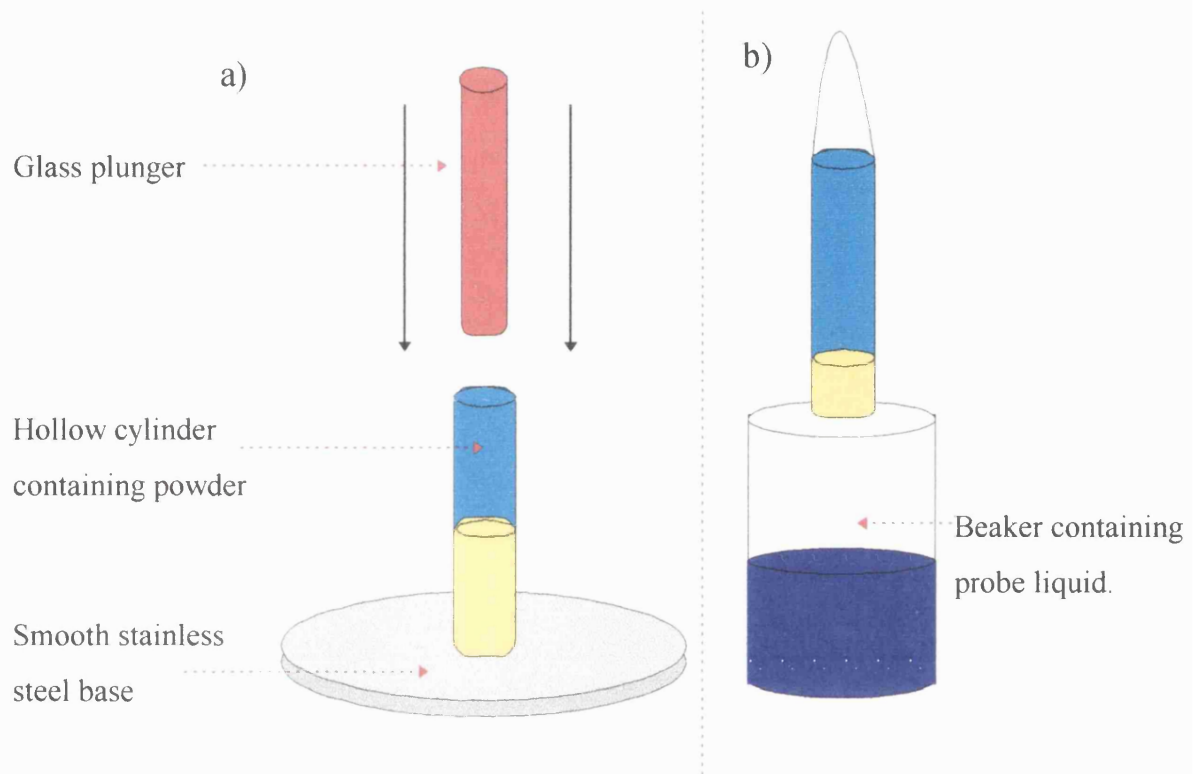 a)
Glass plunger
Hollow cylinder
containing powder
Smooth stainless
steel base
b)
Beaker containing
probe liquid.